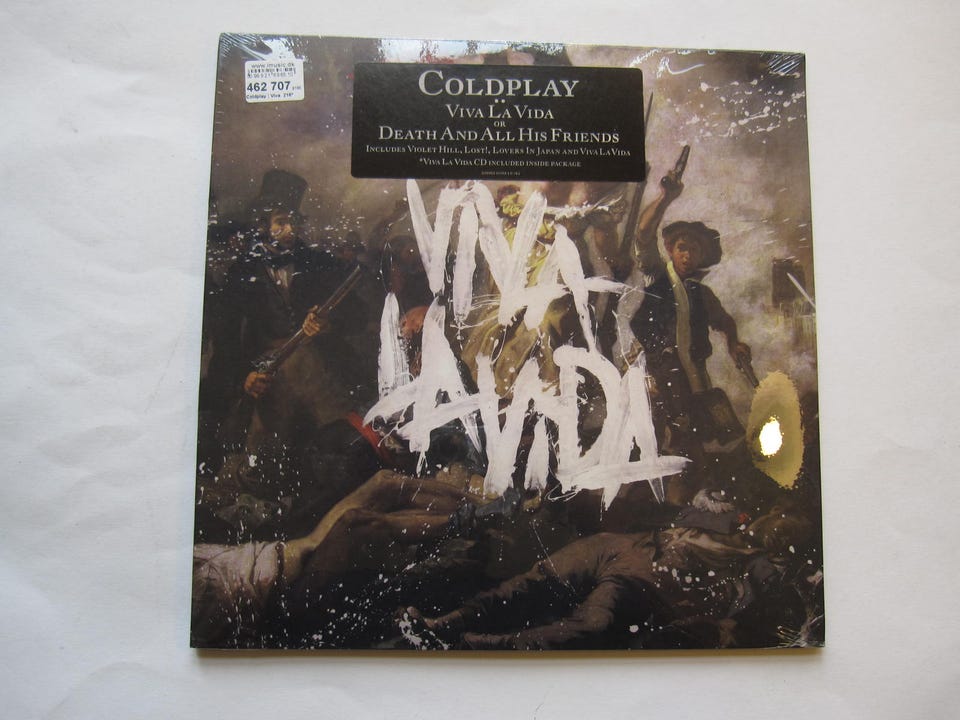 www.imusic.dk
462 707
Coldplay | Viva 216*
COLDPLAY
VIVA LA VIDA
OR
DEATH AND ALL HIS FRIENDS
INCLUDES VIOLET HILL, LOST!, LOVERS IN JAPAN AND VIVA LA VIDA
*VIVA LA VIDA CD INCLUDED INSIDE PACKAGE
VIVA
LA VIDA